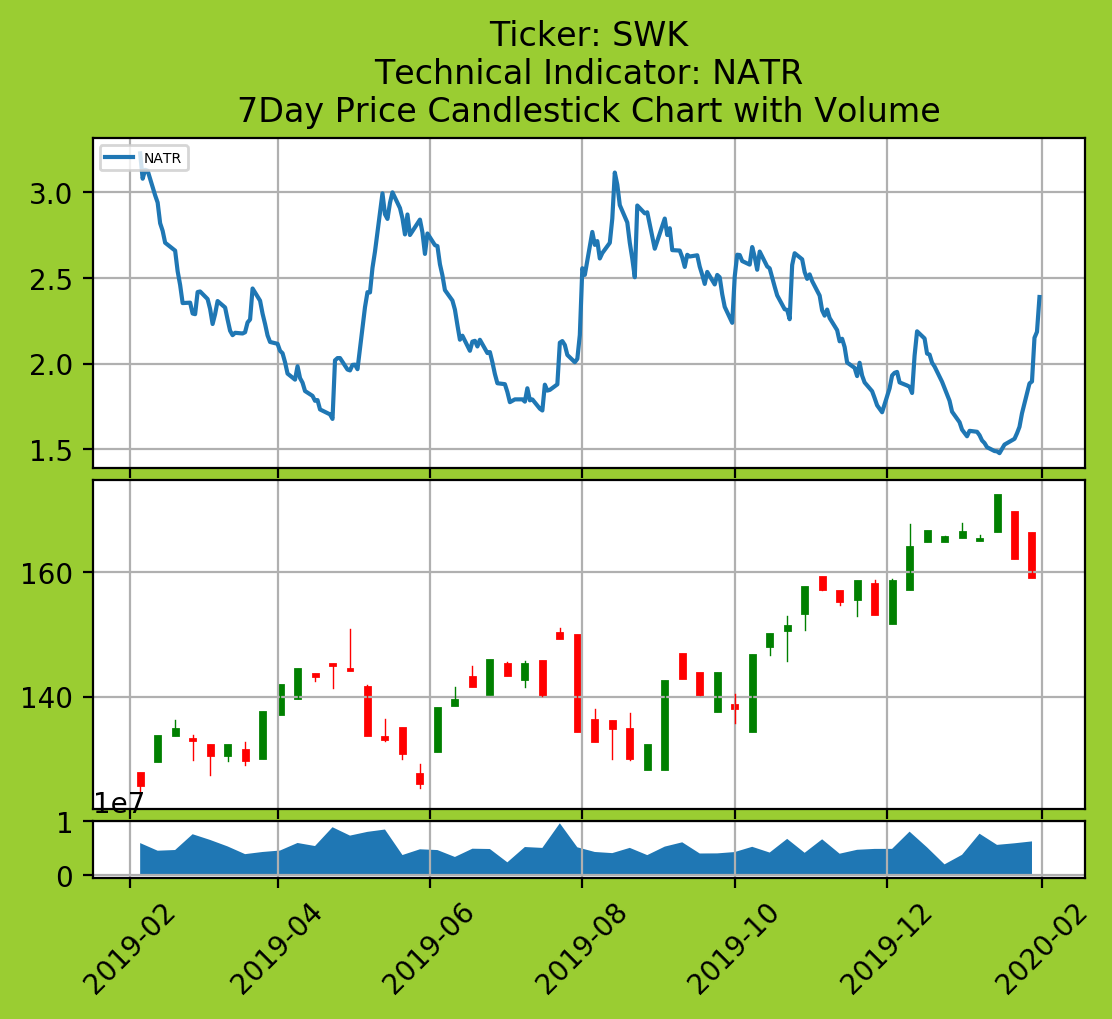 Ticker: SWK
Technical Indicator: NATR
7Day Price Candlestick Chart with Volume
NATR
3.0
2.5
2.0
1.5
160
140
1e7
1
0
2019-02 2019-04 2019-06 2019-08 2019-10 2019-12 2020-02